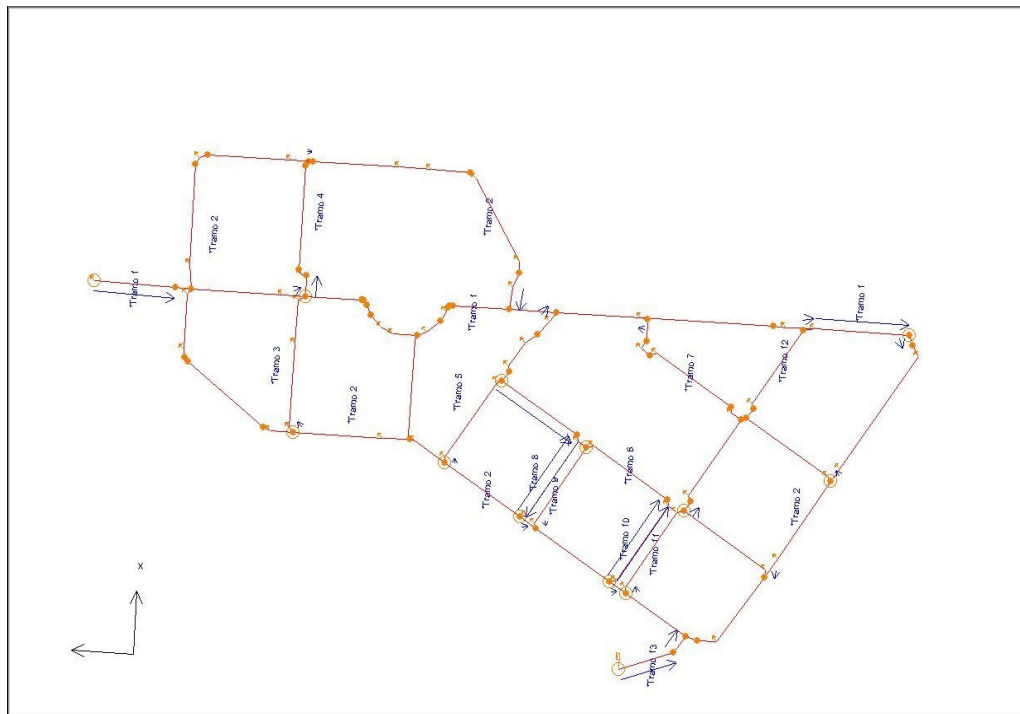 *Tramo 4
*Tramo 2
*Tramo 2
*Tramo 1
*Tramo 1
*Tramo 1
*Tramo 3
*Tramo 2
*Tramo 5
*Tramo 7
*Tramo 12
*Tramo 2
*Tramo 8
*Tramo 9
*Tramo 6
*Tramo 2
*Tramo 10
*Tramo 11
x
*Tramo 13